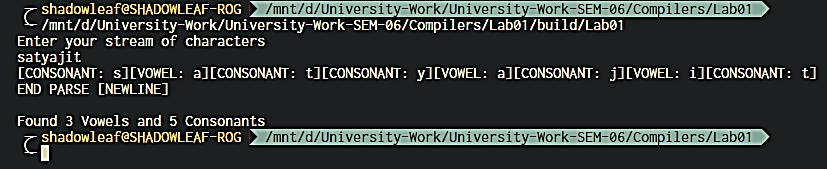 shadowleaf@SHADOWLEAF-ROG /mnt/d/University-Work/University-Work-SEM-06/Compilers/Lab01
/mnt/d/University-Work/University-Work-SEM-06/Compilers/Lab01/build/Lab01
Enter your stream of characters
satyajit
[CONSONANT: s][VOWEL: a][CONSONANT: t][CONSONANT: y][VOWEL: a][CONSONANT: j][VOWEL: i][CONSONANT: t]
END PARSE [NEWLINE]
Found 3 Vowels and 5 Consonants
shadowleaf@SHADOWLEAF-ROG /mnt/d/University-Work/University-Work-SEM-06/Compilers/Lab01